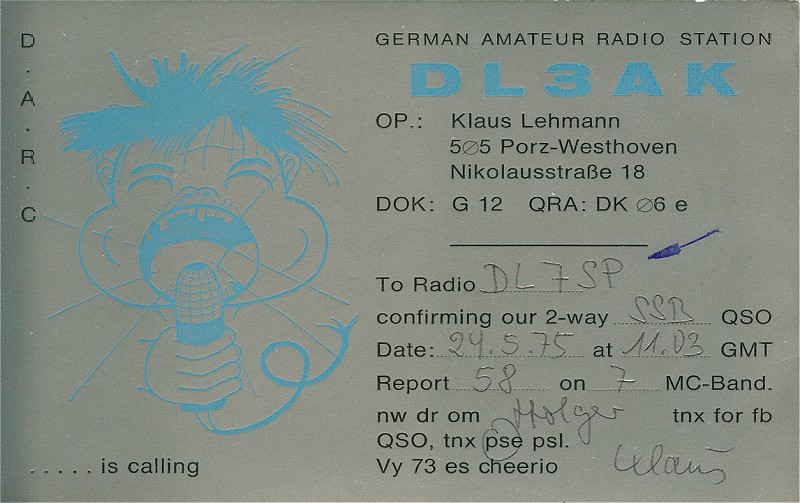 D.A.R.C
GERMAN AMATEUR RADIO STATION
DL3AK
OP.: Klaus Lehmann
5Ø5 Porz-Westhoven
Nikolausstraße 18
DOK: G 12 QRA: DK Ø6 e
To Radio DL7SP
confirming our 2-way SSB QSO
Date: 24.5.75 at 11.03 GMT
Report 58 on 7 MC-Band.
nw dr om Holger tnx for fb
QSO, tnx pse psl.
Vy 73 es cheerio Klaus
..... is calling